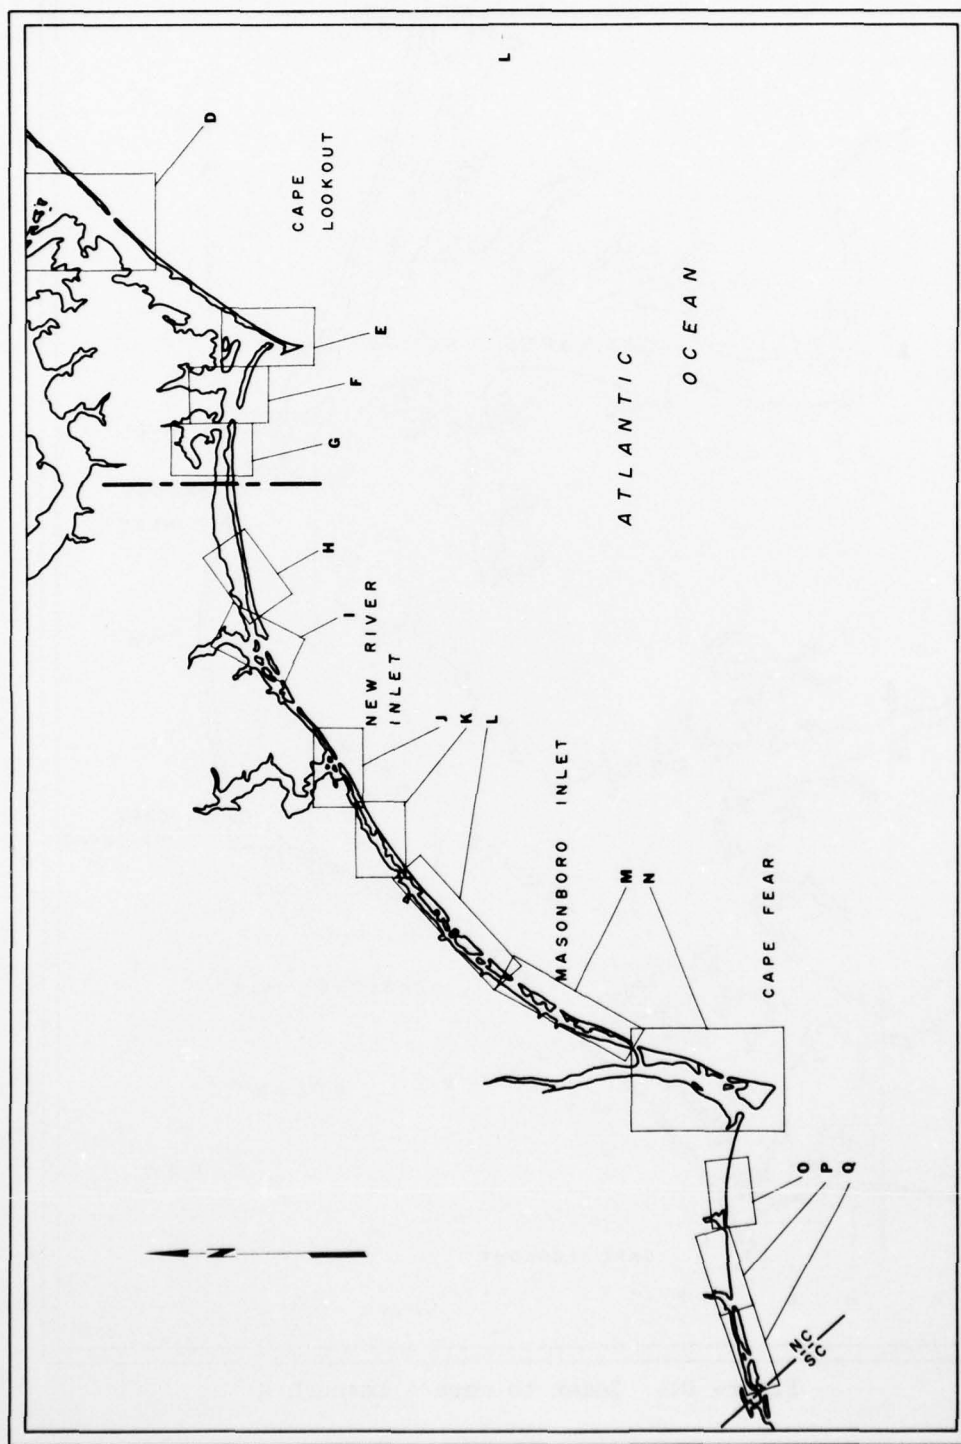 L
D
CAPE
LOOKOUT
E
F
G
H
I
NEW RIVER
INLET
J
K
L
ATLANTIC
OCEAN
MASONBORO INLET
M
N
CAPE FEAR
O
P
Q
N
NC
SC